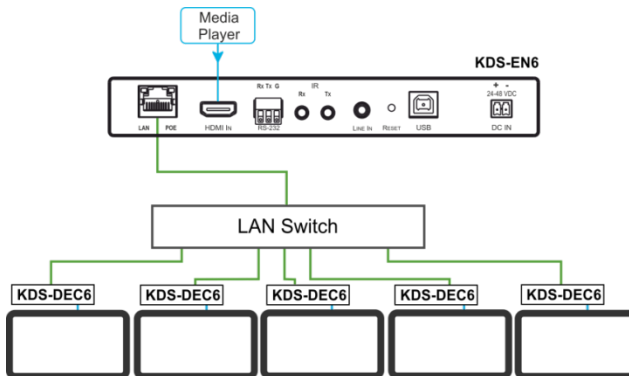 Media
Player
KDS-EN6
Rx Tx G
IR
Rx
Tx
+ -
24-48 VDC
LAN
POE
HDMI IN
RS-232
LINE IN
RESET
USB
DC IN
LAN Switch
KDS-DEC6
KDS-DEC6
KDS-DEC6
KDS-DEC6
KDS-DEC6